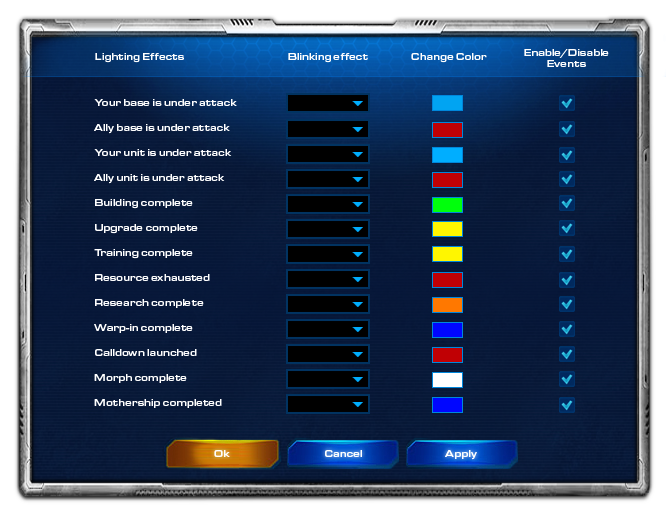 Lighting Effects Blinking effect Change Color Enable/Disable
Events
Your base is under attack
Ally base is under attack
Your unit is under attack
Ally unit is under attack
Building complete
Upgrade complete
Training complete
Resource exhausted
Research complete
Warp-in complete
Calldown launched
Morph complete
Mothership completed
Ok Cancel Apply